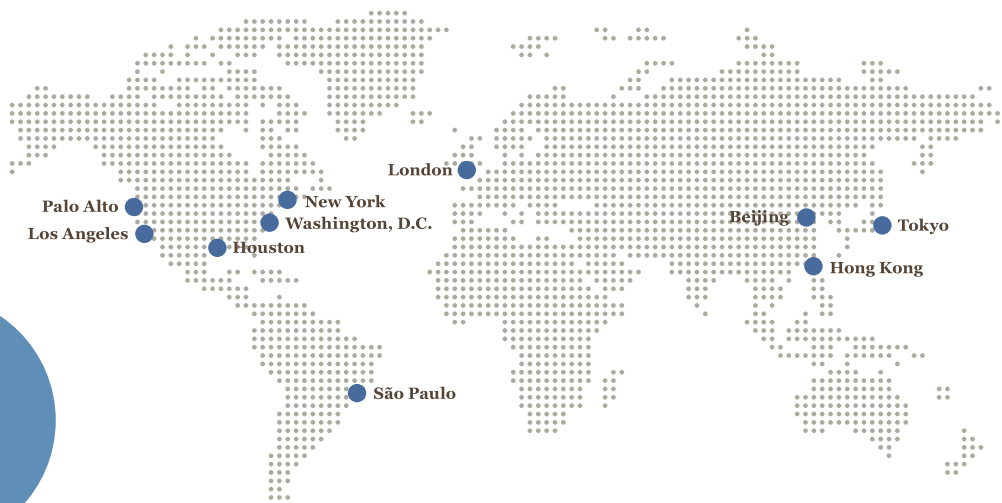 London
New York
Palo Alto
Beijing
Washington, D.C.
Tokyo
Los Angeles
Houston
Hong Kong
São Paulo